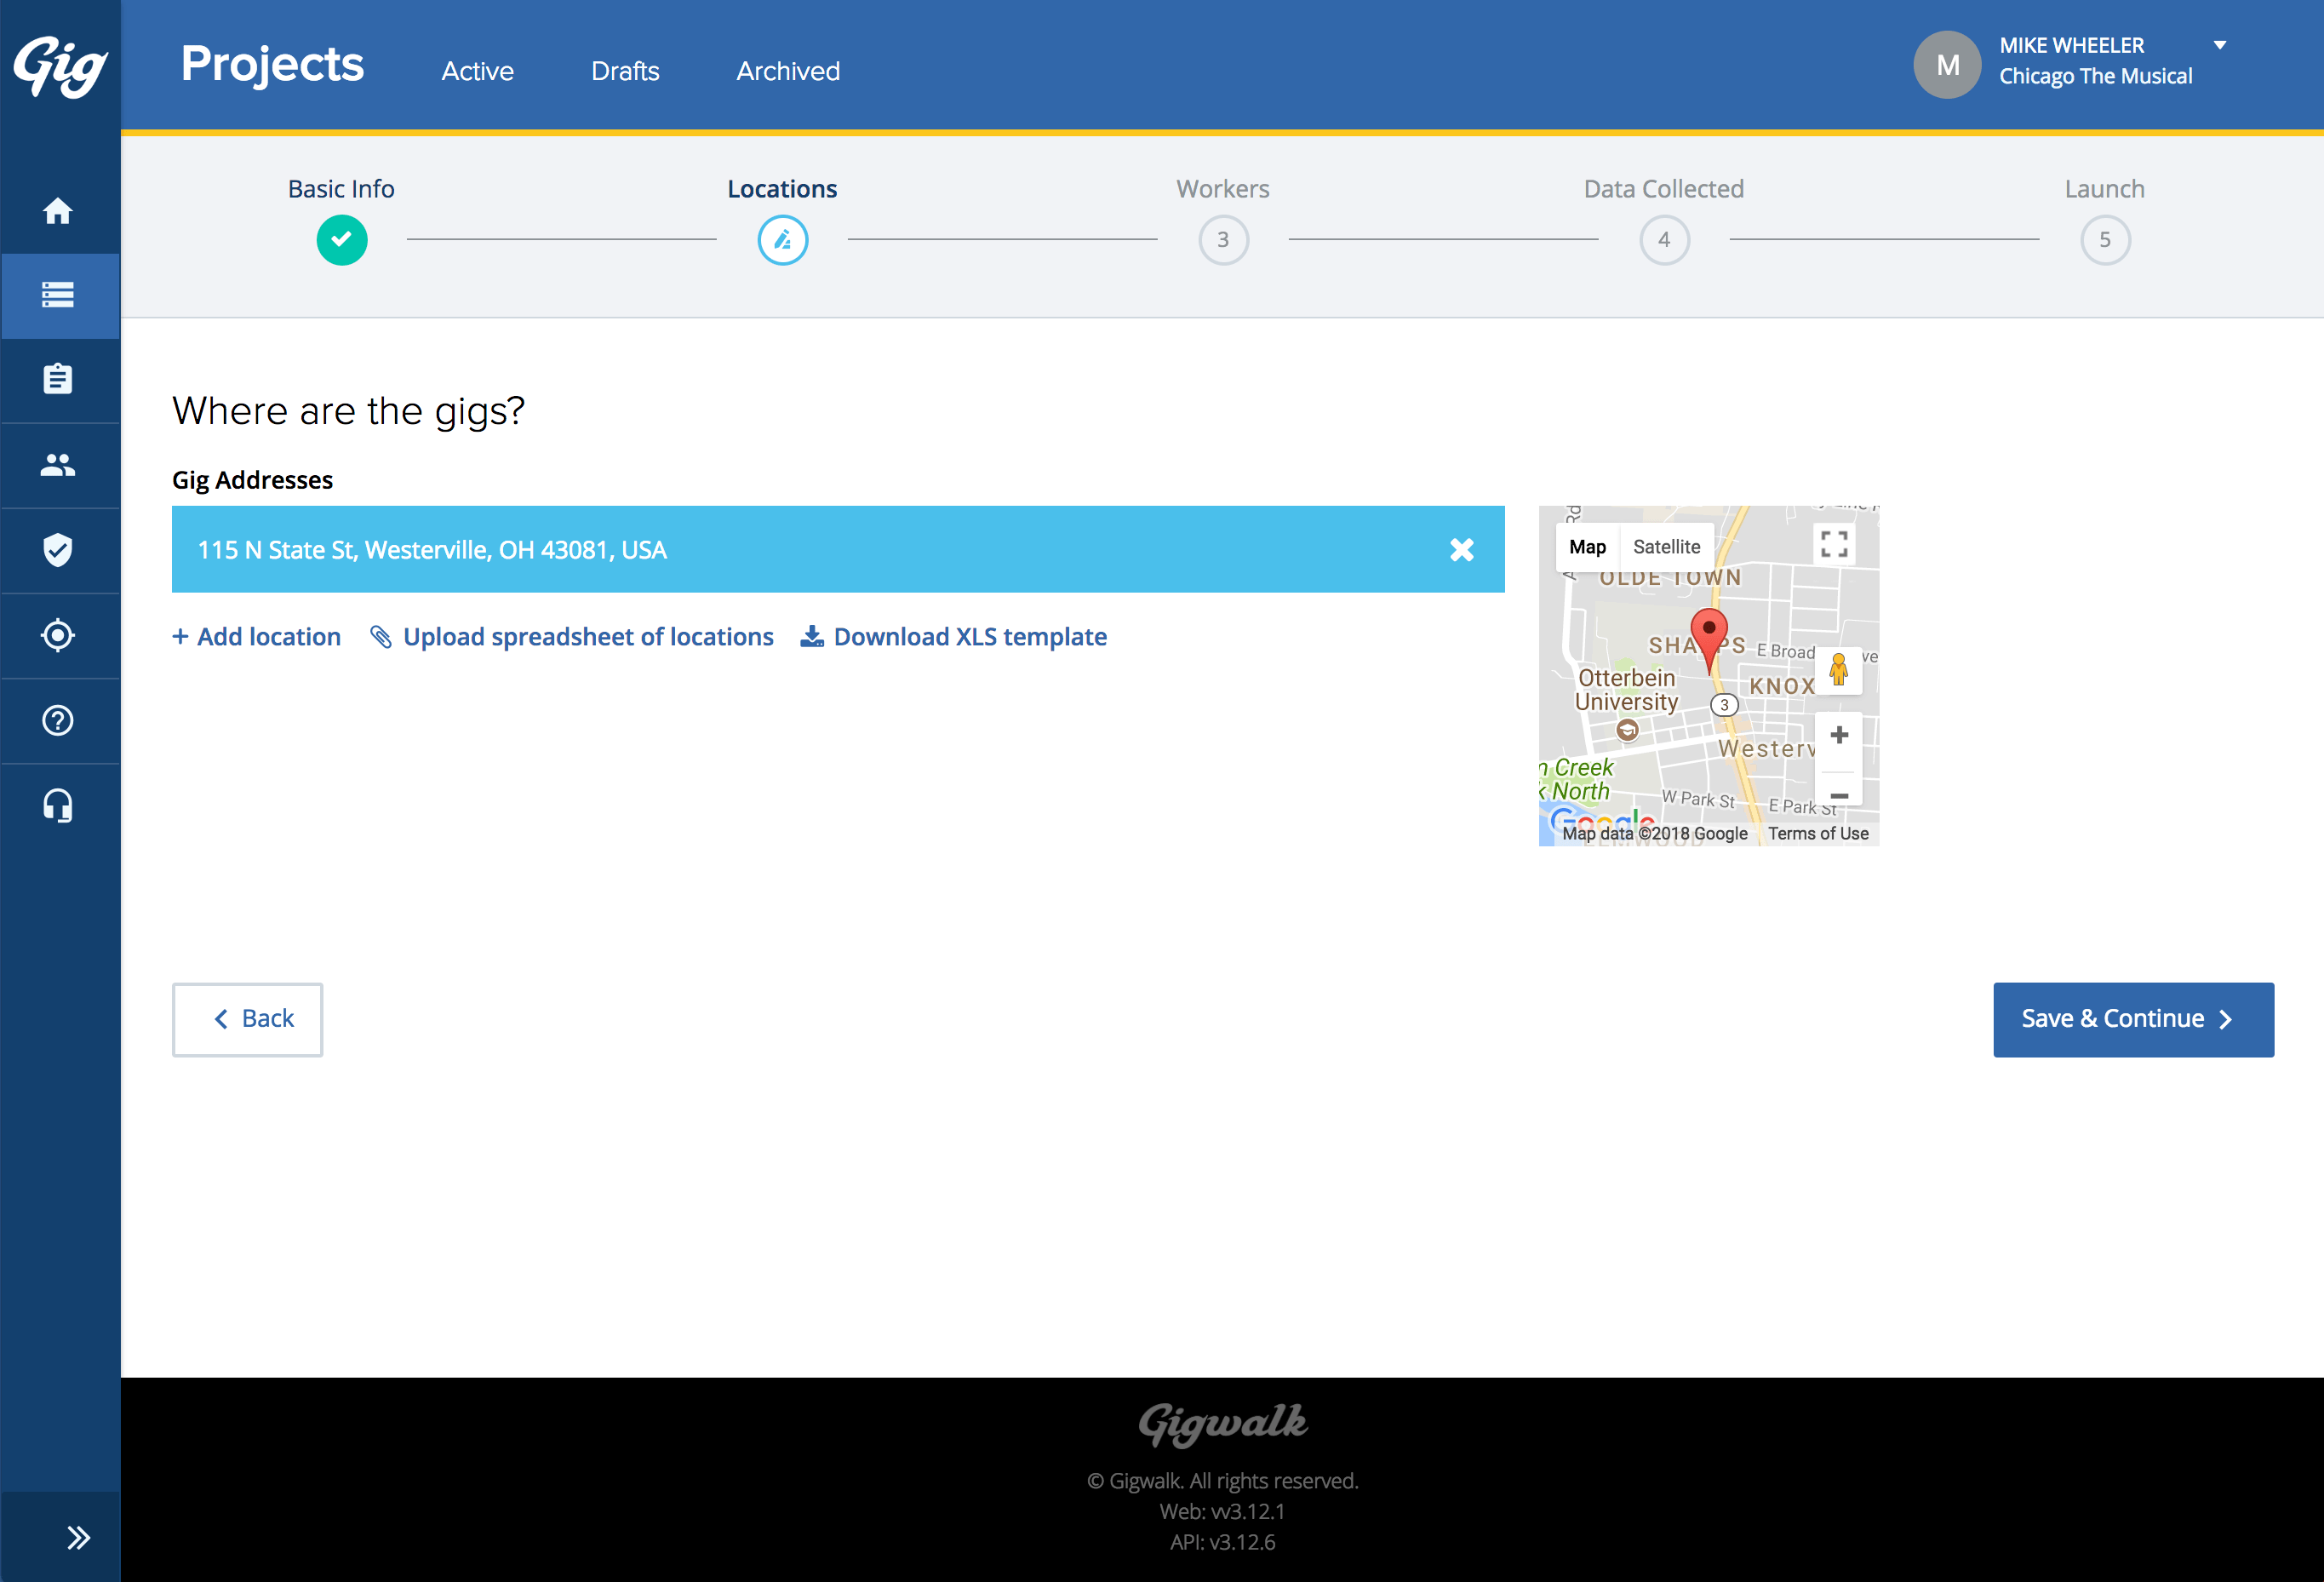 Gig
Projects
Active
Drafts
Archived
M
MIKE WHEELER
Chicago The Musical
Basic Info
Locations
Workers
3
Data Collected
4
Launch
5
Where are the gigs?
Gig Addresses
115 N State St, Westerville, OH 43081, USA
+ Add location
Upload spreadsheet of locations
Download XLS template
Map
Satellite
Rd
OLDE TOWN
E Broad
ve
KNOX
Otterbein
University
3
Westerv
n Creek
k North
W Park St
E Park St
Google
Map data ©2018 Google
Terms of Use
Back
Save & Continue
Gigwalk
© Gigwalk. All rights reserved.
Web: vv3.12.1
API: v3.12.6